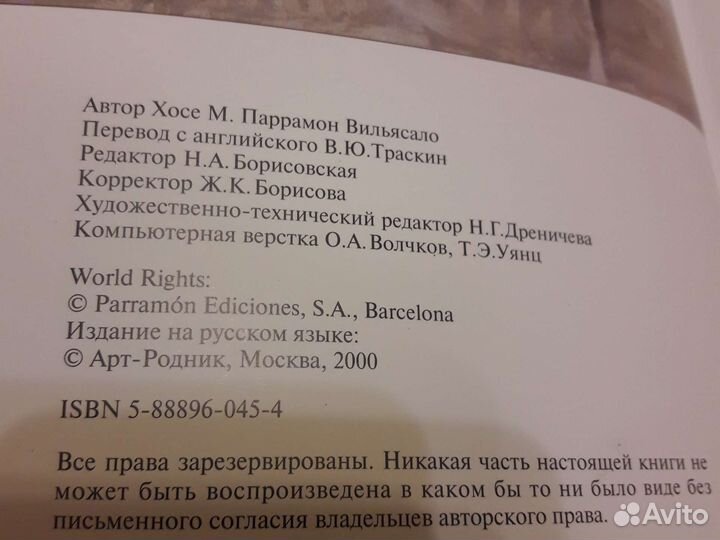 Автор Хосе М. Паррамон Вильясало
Перевод с английского В.Ю.Траскин
Редактор Н.А.Борисовская
Корректор Ж.К.Борисова
Художественно-технический редактор Н.Г.Дреничева
Компьютерная верстка О.А.Волчков, Т.Э.Уянц
World Rights:
© Parramón Ediciones, S.A., Barcelona
Издание на русском языке:
© Арт-Родник, Москва, 2000
ISBN 5-88896-045-4
Все права зарезервированы. Никакая часть настоящей книги не
может быть воспроизведена в каком бы то ни было виде без
письменного согласия владельцев авторского права.
Avito